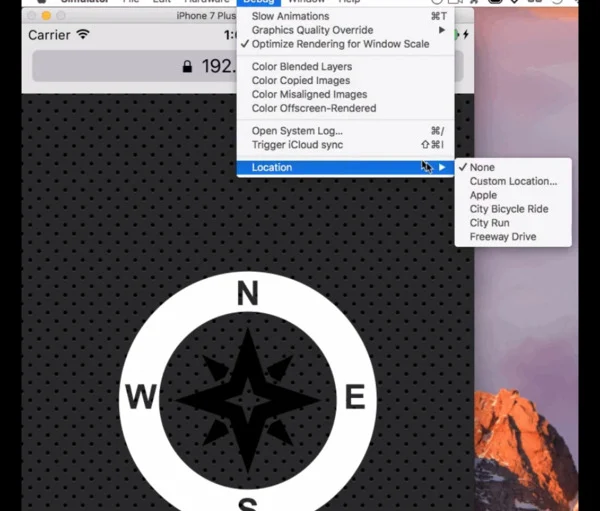 Simulator File Edit Hardware Debug Window Help
iPhone 7 Plus
Slow Animations ⌘T
Graphics Quality Override ▶
✓ Optimize Rendering for Window Scale
Carrier
192.
Color Blended Layers
Color Copied Images
Color Misaligned Images
Color Offscreen-Rendered
Open System Log... ⌘/
Trigger iCloud sync ⇧⌘I
Location ▶
✓ None
Custom Location...
Apple
City Bicycle Ride
City Run
Freeway Drive
N
W E
S